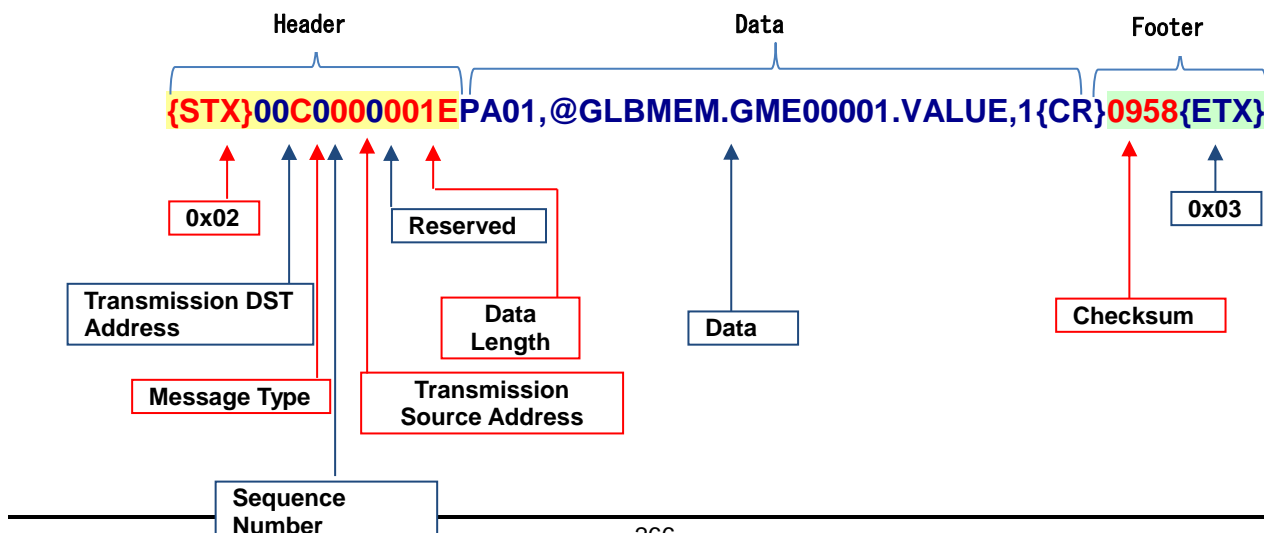 Header Data Footer
{STX}00C0000001EPA01,@GLBMEM.GME00001.VALUE,1{CR}0958{ETX}
0x02
Reserved
0x03
Transmission DST
Address
Data
Length
Data
Checksum
Message Type
Transmission
Source Address
Sequence
Number
266